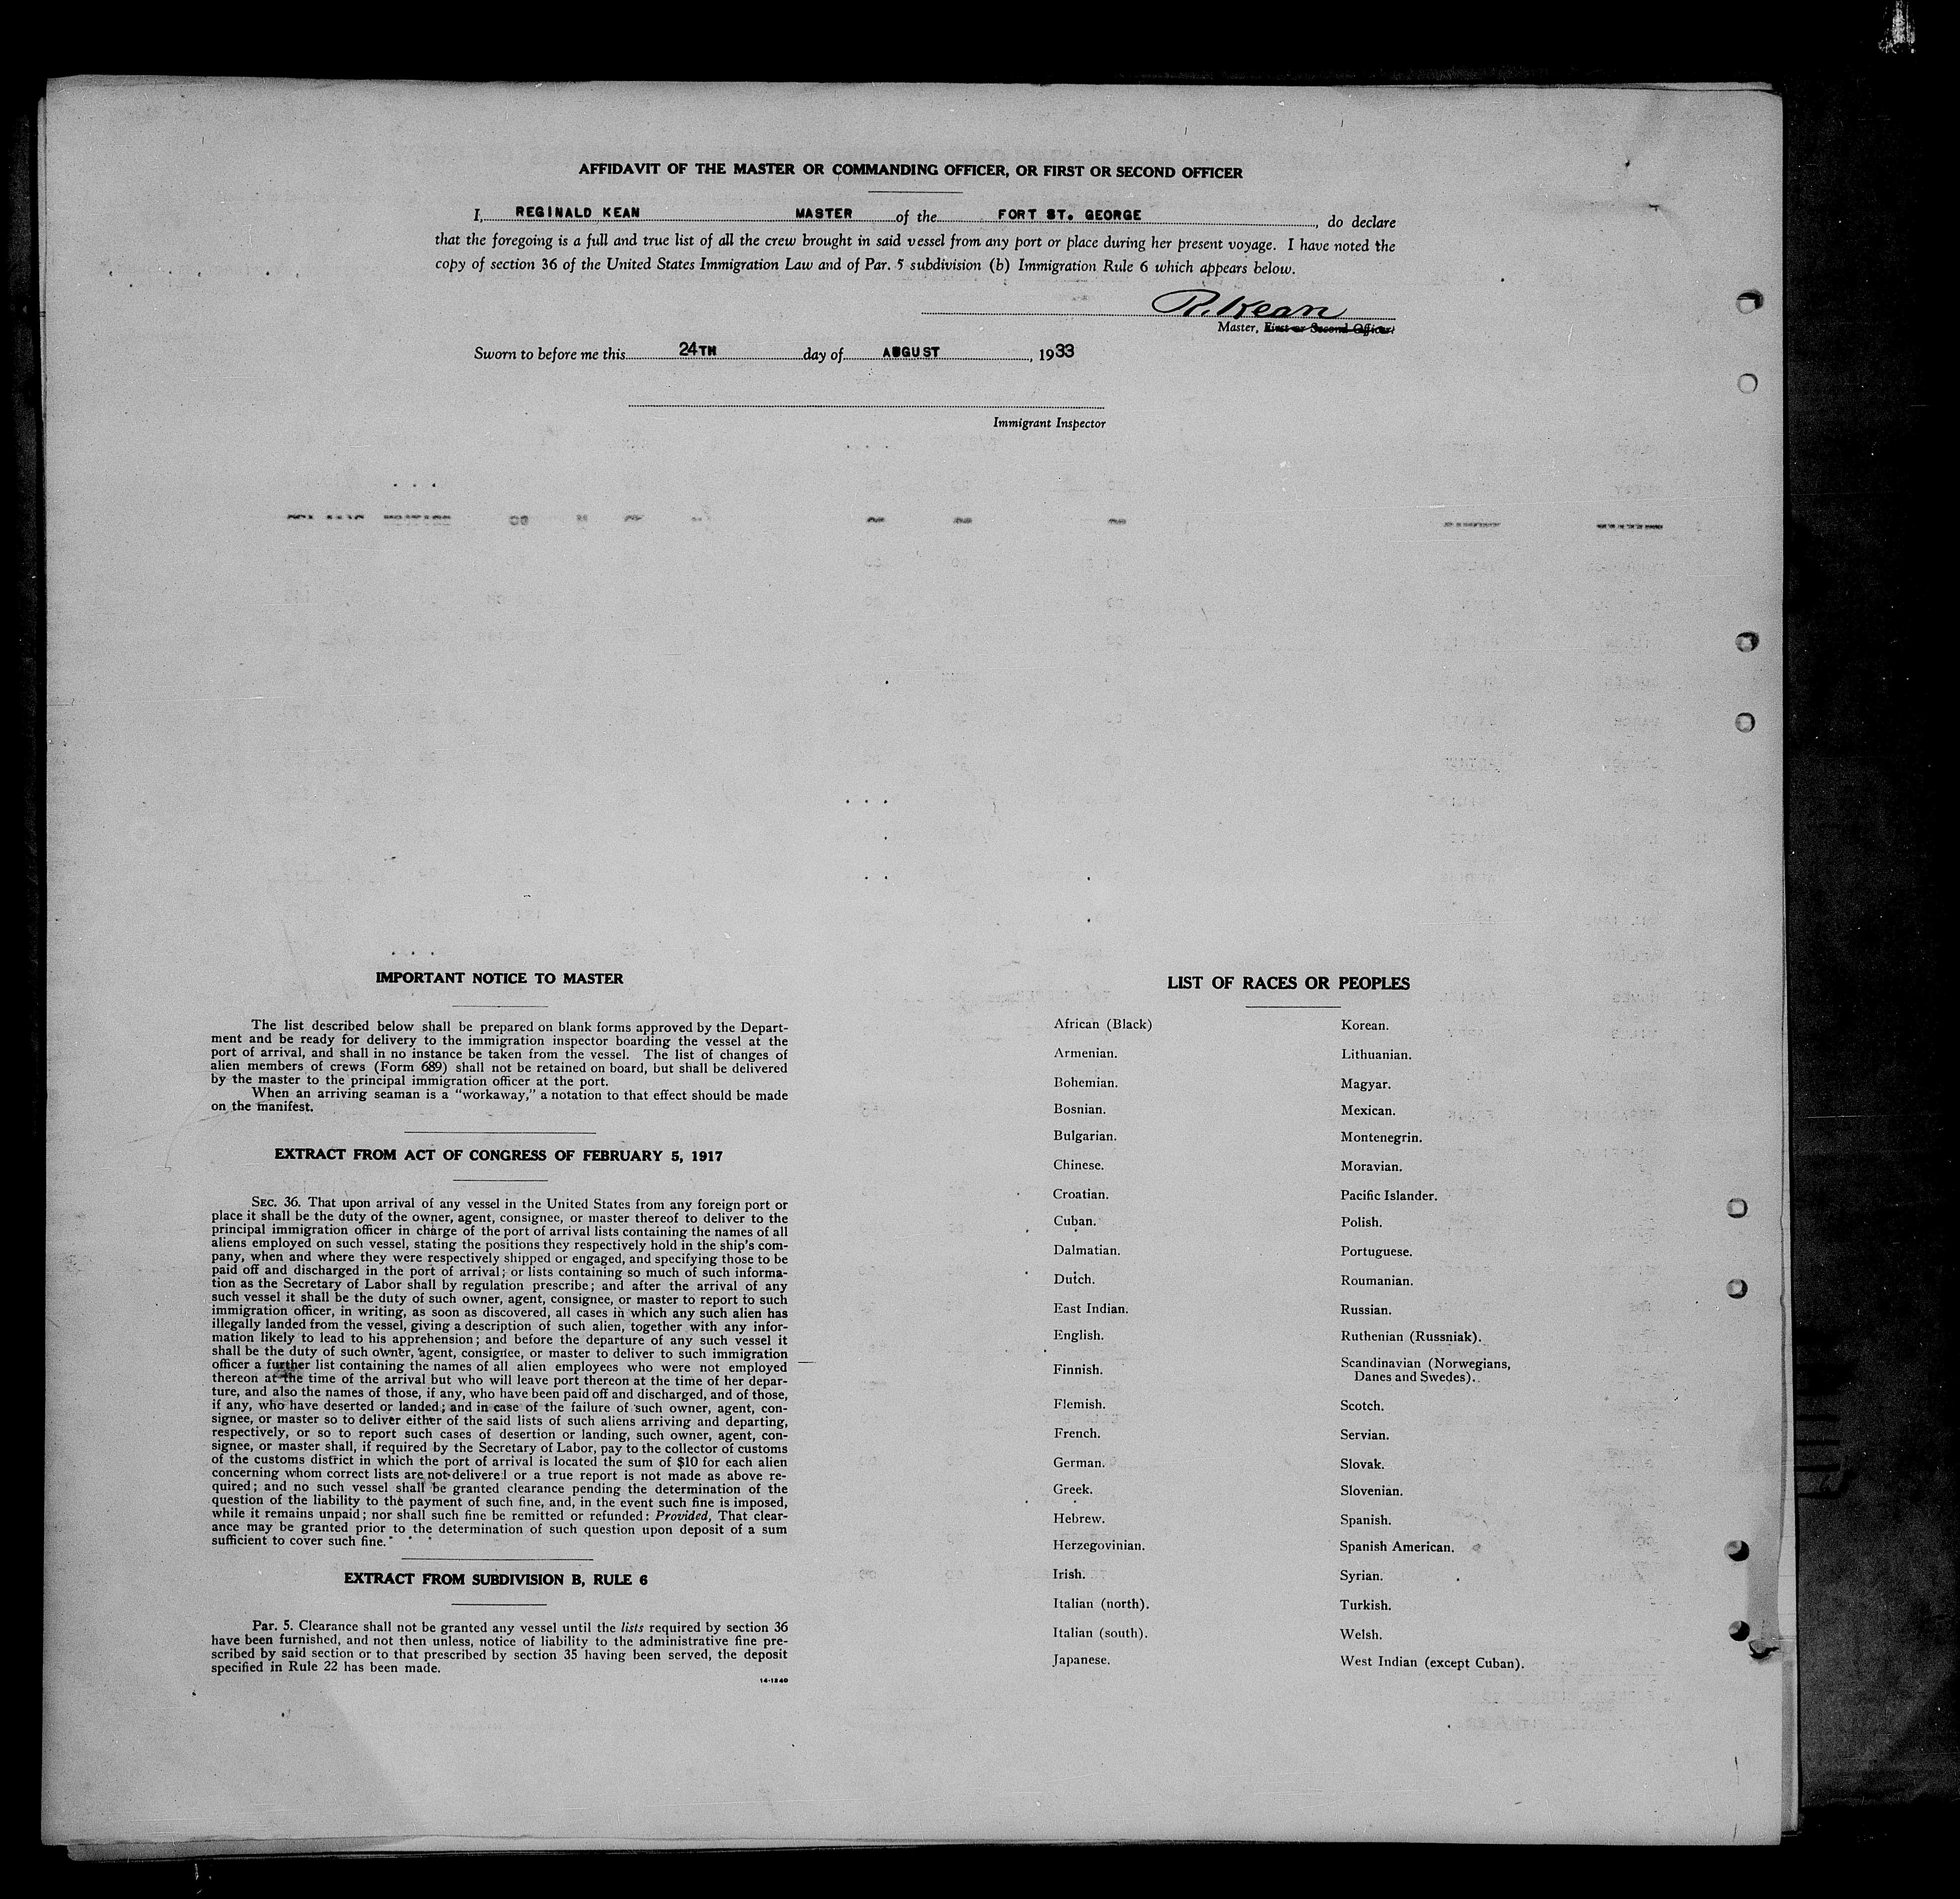 AFFIDAVIT OF THE MASTER OR COMMANDING OFFICER, OR FIRST OR SECOND OFFICER
I, REGINALD KEAN MASTER of the FORT ST. GEORGE, do declare
that the foregoing is a full and true list of all the crew brought in said vessel from any port or place during her present voyage. I have noted the
copy of section 36 of the United States Immigration Law and of Par. 5 subdivision (b) Immigration Rule 6 which appears below.
R. Kean
Master, First or Second Officer.
Sworn to before me this 24TH day of AUGUST, 1933
Immigrant Inspector
IMPORTANT NOTICE TO MASTER
The list described below shall be prepared on blank forms approved by the Depart-
ment and be ready for delivery to the immigration inspector boarding the vessel at the
port of arrival, and shall in no instance be taken from the vessel. The list of changes of
alien members of crews (Form 689) shall not be retained on board, but shall be delivered
by the master to the principal immigration officer at the port.
When an arriving seaman is a "workaway," a notation to that effect should be made
on the manifest.
EXTRACT FROM ACT OF CONGRESS OF FEBRUARY 5, 1917
SEC. 36. That upon arrival of any vessel in the United States from any foreign port or
place it shall be the duty of the owner, agent, consignee, or master thereof to deliver to the
principal immigration officer in charge of the port of arrival lists containing the names of all
aliens employed on such vessel, stating the positions they respectively hold in the ship's com-
pany, when and where they were respectively shipped or engaged, and specifying those to be
paid off and discharged in the port of arrival; or lists containing so much of such informa-
tion as the Secretary of Labor shall by regulation prescribe; and after the arrival of any
such vessel it shall be the duty of such owner, agent, consignee, or master to report to such
immigration officer, in writing, as soon as discovered, all cases in which any such alien has
illegally landed from the vessel, giving a description of such alien, together with any infor-
mation likely to lead to his apprehension; and before the departure of any such vessel it
shall be the duty of such owner, agent, consignee, or master to deliver to such immigration
officer a further list containing the names of all alien employees who were not employed
thereon at the time of the arrival but who will leave port thereon at the time of her depar-
ture, and also the names of those, if any, who have been paid off and discharged, and of those,
if any, who have deserted or landed; and in case of the failure of such owner, agent, con-
signee, or master so to deliver either of the said lists of such aliens arriving and departing,
respectively, or so to report such cases of desertion or landing, such owner, agent, con-
signee, or master shall, if required by the Secretary of Labor, pay to the collector of customs
of the customs district in which the port of arrival is located the sum of $10 for each alien
concerning whom correct lists are not delivered or a true report is not made as above re-
quired; and no such vessel shall be granted clearance pending the determination of the
question of the liability to the payment of such fine, and, in the event such fine is imposed,
while it remains unpaid; nor shall such fine be remitted or refunded: Provided, That clear-
ance may be granted prior to the determination of such question upon deposit of a sum
sufficient to cover such fine.
EXTRACT FROM SUBDIVISION B, RULE 6
Par. 5. Clearance shall not be granted any vessel until the lists required by section 36
have been furnished, and not then unless, notice of liability to the administrative fine pre-
scribed by said section or to that prescribed by section 35 having been served, the deposit
specified in Rule 22 has been made.
14-1240
LIST OF RACES OR PEOPLES
African (Black)
Armenian.
Bohemian.
Bosnian.
Bulgarian.
Chinese.
Croatian.
Cuban.
Dalmatian.
Dutch.
East Indian.
English.
Finnish.
Flemish.
French.
German.
Greek.
Hebrew.
Herzegovinian.
Irish.
Italian (north).
Italian (south).
Japanese.
Korean.
Lithuanian.
Magyar.
Mexican.
Montenegrin.
Moravian.
Pacific Islander.
Polish.
Portuguese.
Roumanian.
Russian.
Ruthenian (Russniak).
Scandinavian (Norwegians,
Danes and Swedes).
Scotch.
Servian.
Slovak.
Slovenian.
Spanish.
Spanish American.
Syrian.
Turkish.
Welsh.
West Indian (except Cuban).